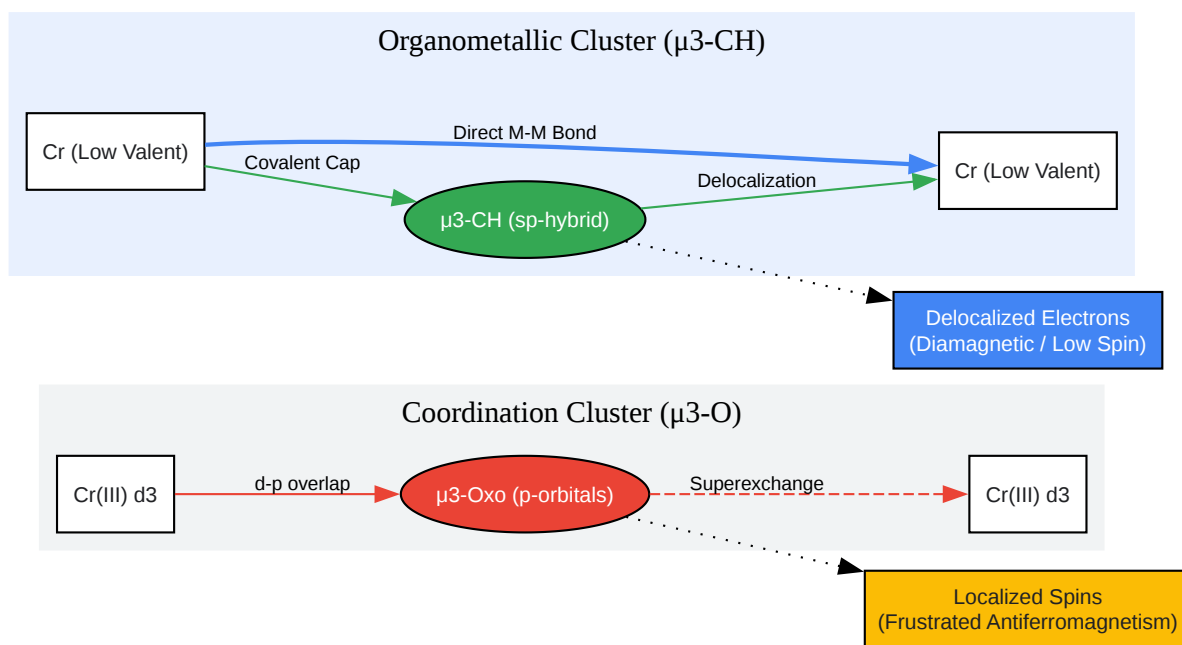 Organometallic Cluster (μ3-CH)
Cr (Low Valent)
Direct M-M Bond
Covalent Cap
Delocalization
Cr (Low Valent)
μ3-CH (sp-hybrid)
Delocalized Electrons
(Diamagnetic / Low Spin)
Coordination Cluster (μ3-O)
Cr(III) d3
d-p overlap
μ3-Oxo (p-orbitals)
Superexchange
Cr(III) d3
Localized Spins
(Frustrated Antiferromagnetism)